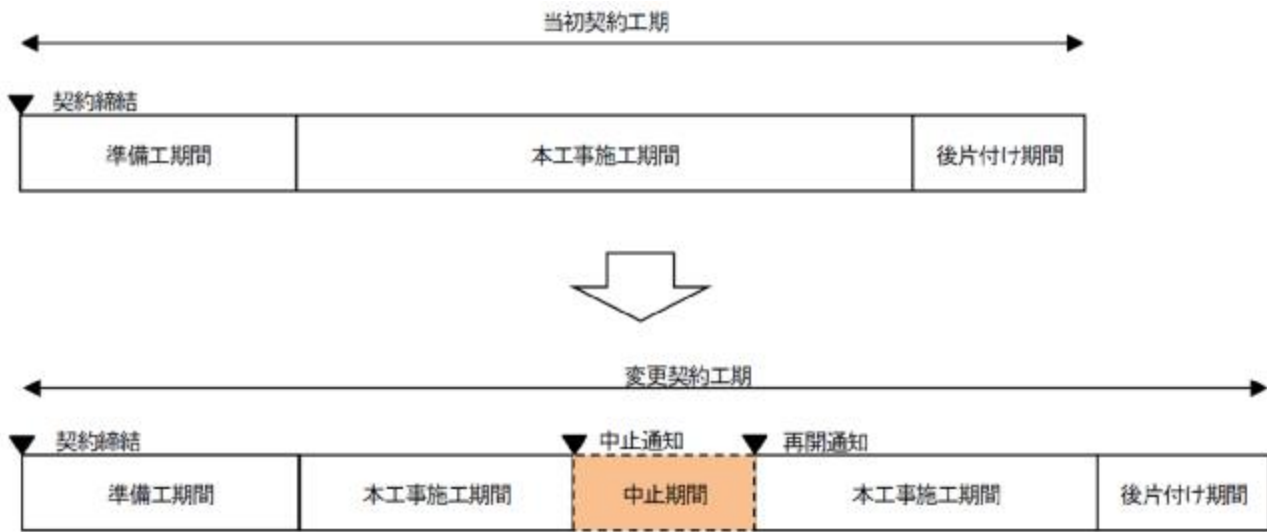 当初契約工期
契約締結
準備工期間 本工事施工期間 後片付け期間
変更契約工期
契約締結 中止通知 再開通知
準備工期間 本工事施工期間 中止期間 本工事施工期間 後片付け期間